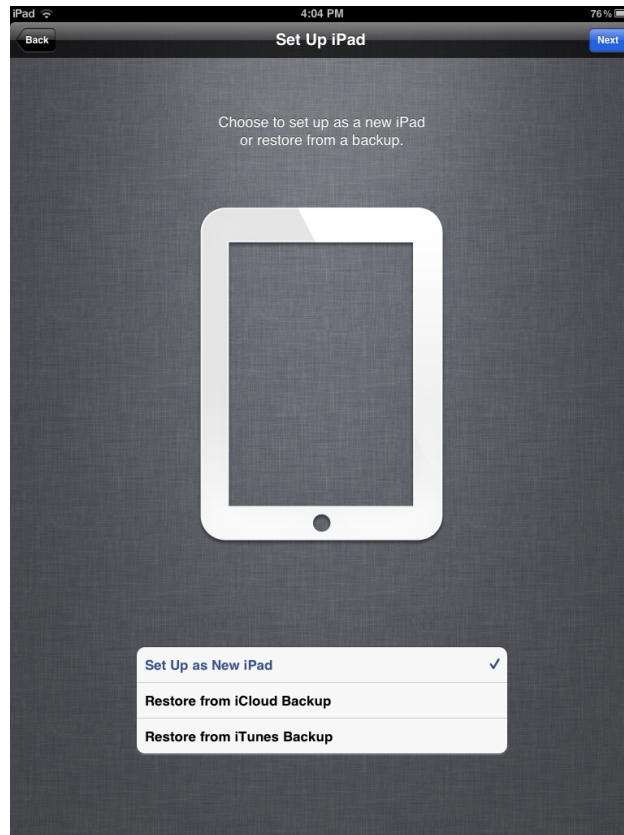 iPad 4:04 PM 76%
Back Set Up iPad Next
Choose to set up as a new iPad
or restore from a backup.
Set Up as New iPad
Restore from iCloud Backup
Restore from iTunes Backup